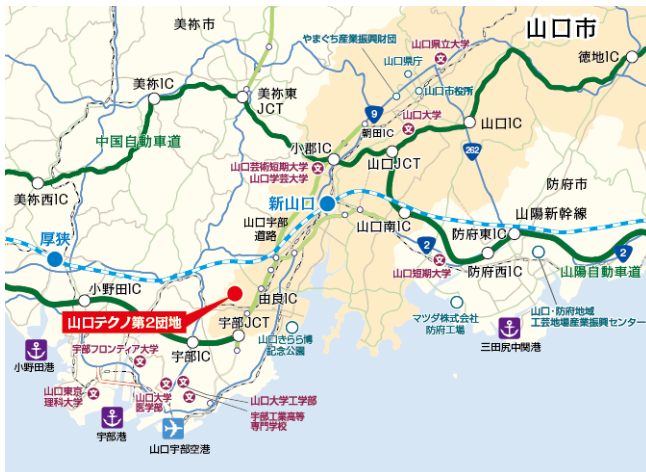 美祢市
山口市
やまぐち産業振興財団
山口県立大学
山口県庁
徳地IC
美祢IC
美祢東
JCT
山口市役所
9
朝田IC
山口大学
山口IC
中国自動車道
小郡IC
山口JCT
262
山口芸術短期大学
山口学芸大学
美祢西IC
新山口
防府市
山陽新幹線
厚狭
山口宇部
道路
山口南IC
防府東IC
2
2
山口短期大学
防府西IC
山陽自動車道
小野田IC
由良IC
山口・防府地域
工芸地場産業振興センター
山口テクノ第2団地
宇部JCT
山口きらら博
記念公園
マツダ株式会社
防府工場
三田尻中関港
宇部IC
小野田港
宇部フロンティア大学
山口東京
理科大学
山口大学
医学部
山口大学工学部
宇部工業高等
専門学校
宇部港
山口宇部空港
文
文
文
文
文
文
文
文
文
文